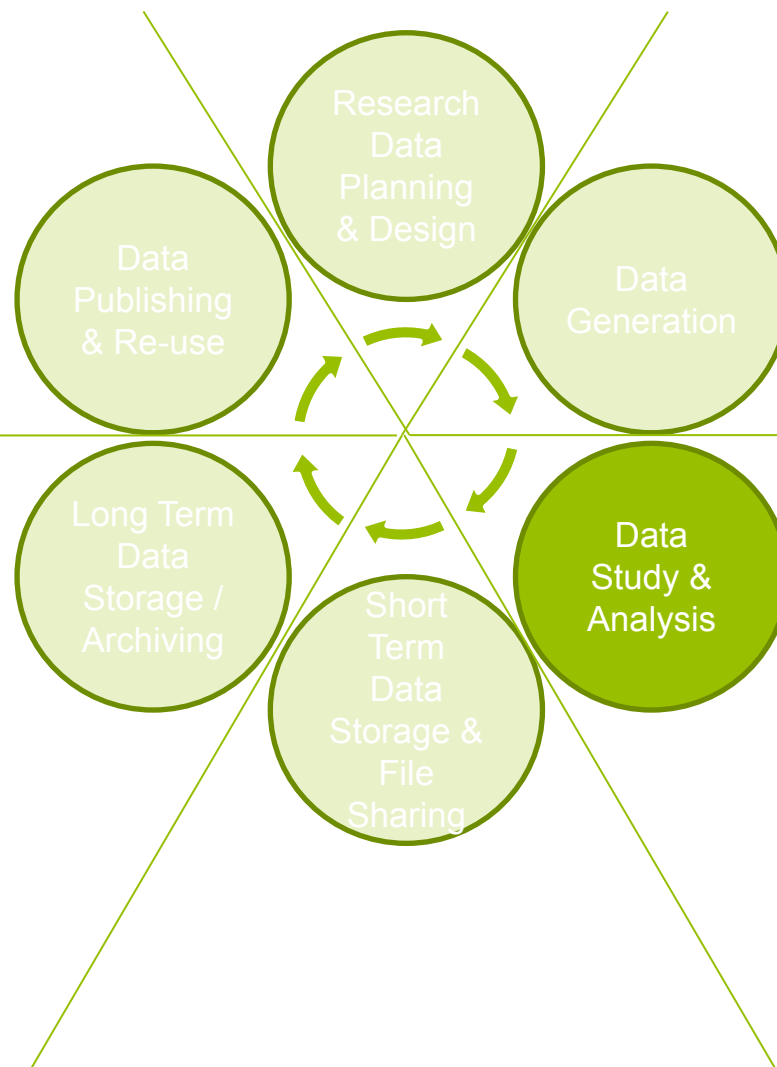 Research
Data
Planning
& Design
Data
Generation
Data
Study &
Analysis
Short
Term
Data
Storage &
File
Sharing
Long Term
Data
Storage /
Archiving
Data
Publishing
& Re-use